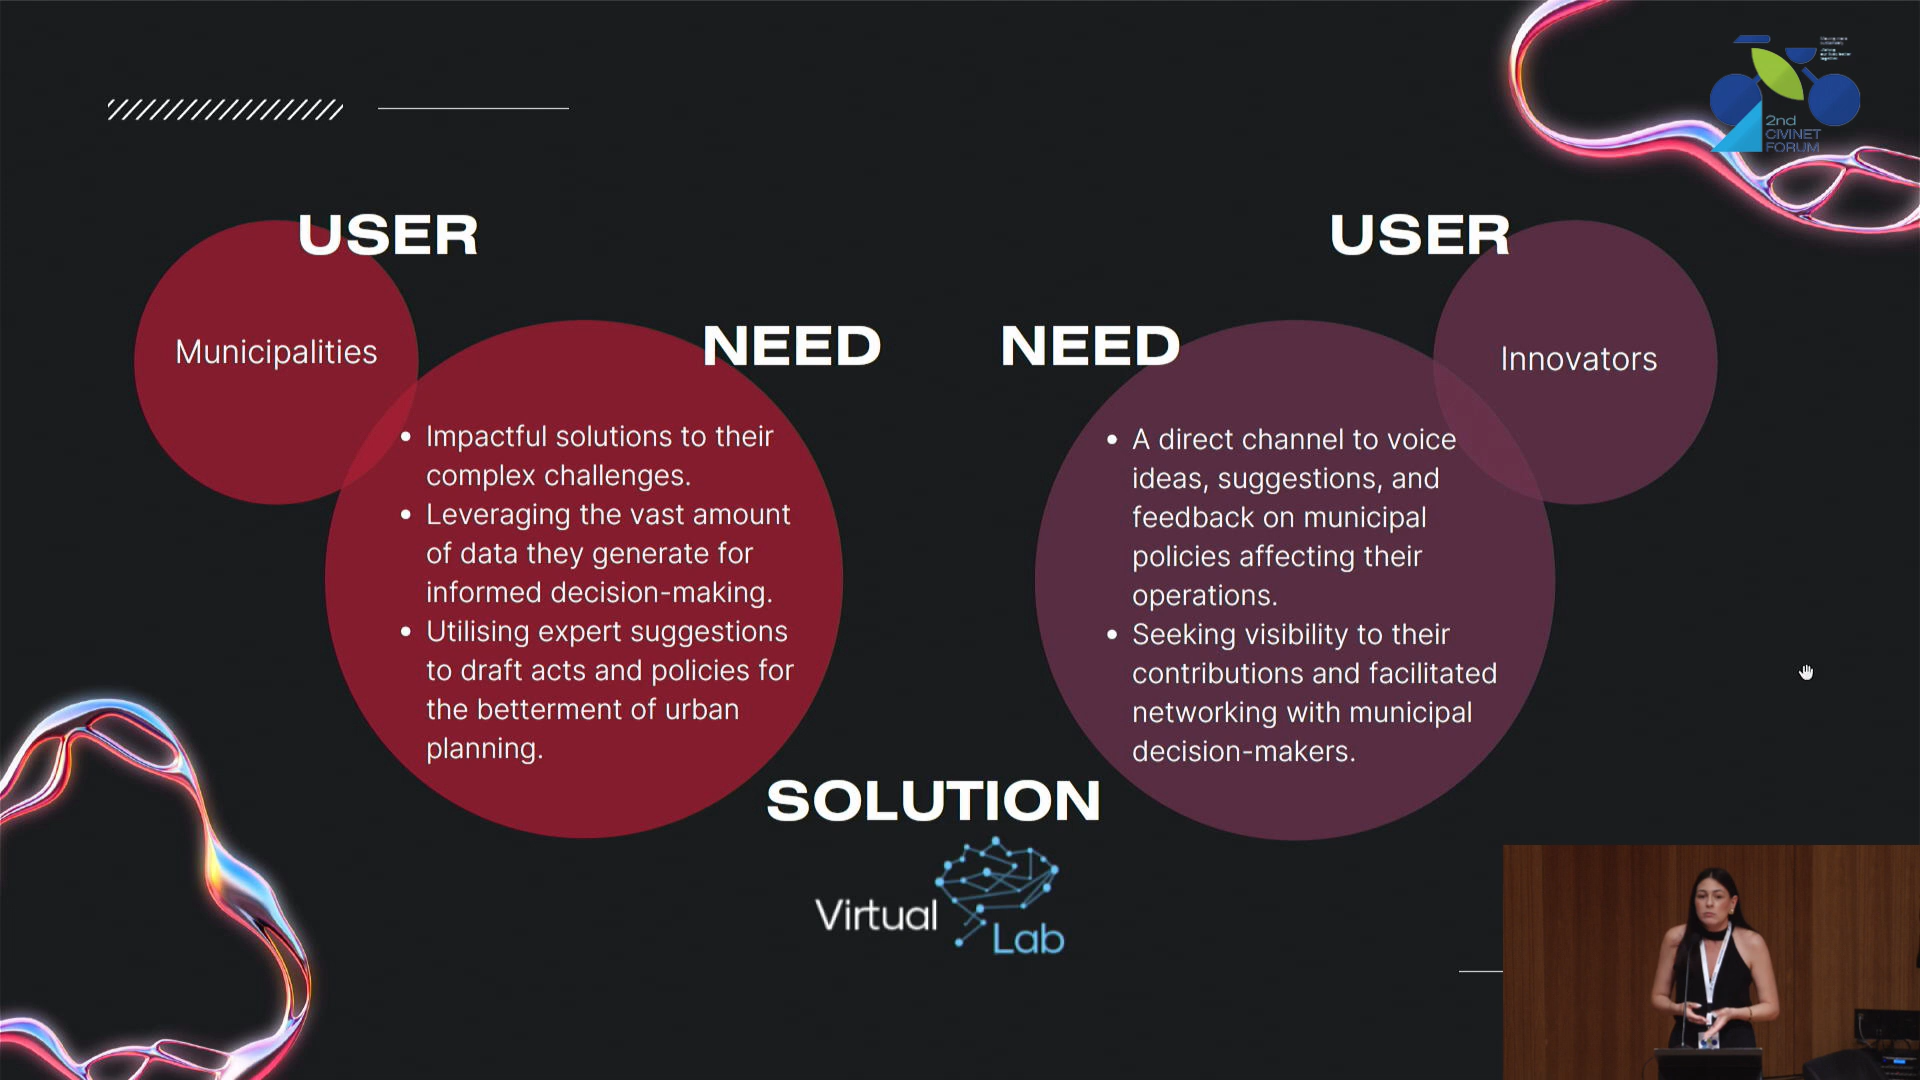 2nd
CIVINET
FORUM
USER
Municipalities
NEED
Impactful solutions to their
complex challenges.
Leveraging the vast amount
of data they generate for
informed decision-making.
Utilising expert suggestions
to draft acts and policies for
the betterment of urban
planning.
USER
Innovators
NEED
A direct channel to voice
ideas, suggestions, and
feedback on municipal
policies affecting their
operations.
Seeking visibility to their
contributions and facilitated
networking with municipal
decision-makers.
SOLUTION
Virtual
Lab